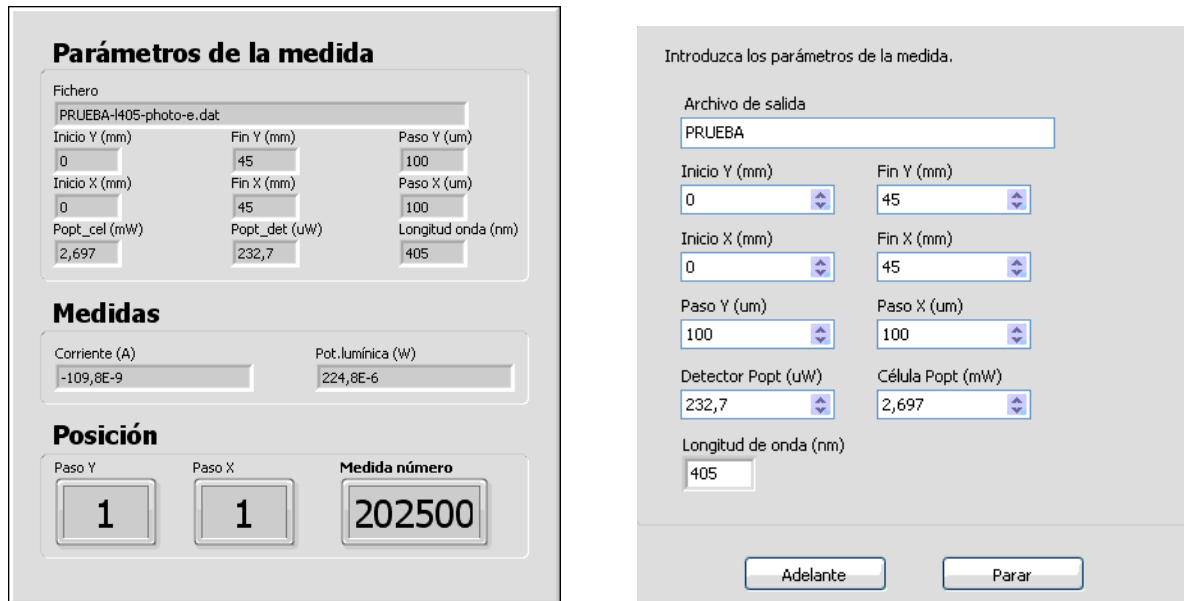 Parámetros de la medida
Fichero
PRUEBA-l405-photo-e.dat
Inicio Y (mm) Fin Y (mm) Paso Y (um)
0 45 100
Inicio X (mm) Fin X (mm) Paso X (um)
0 45 100
Popt_cel (mW) Popt_det (uW) Longitud onda (nm)
2,697 232,7 405
Medidas
Corriente (A) Pot.lumínica (W)
-109,8E-9 224,8E-6
Posición
Paso Y Paso X Medida número
1 1 202500
Introduzca los parámetros de la medida.
Archivo de salida
PRUEBA
Inicio Y (mm) Fin Y (mm)
0 45
Inicio X (mm) Fin X (mm)
0 45
Paso Y (um) Paso X (um)
100 100
Detector Popt (uW) Célula Popt (mW)
232,7 2,697
Longitud de onda (nm)
405
Adelante Parar